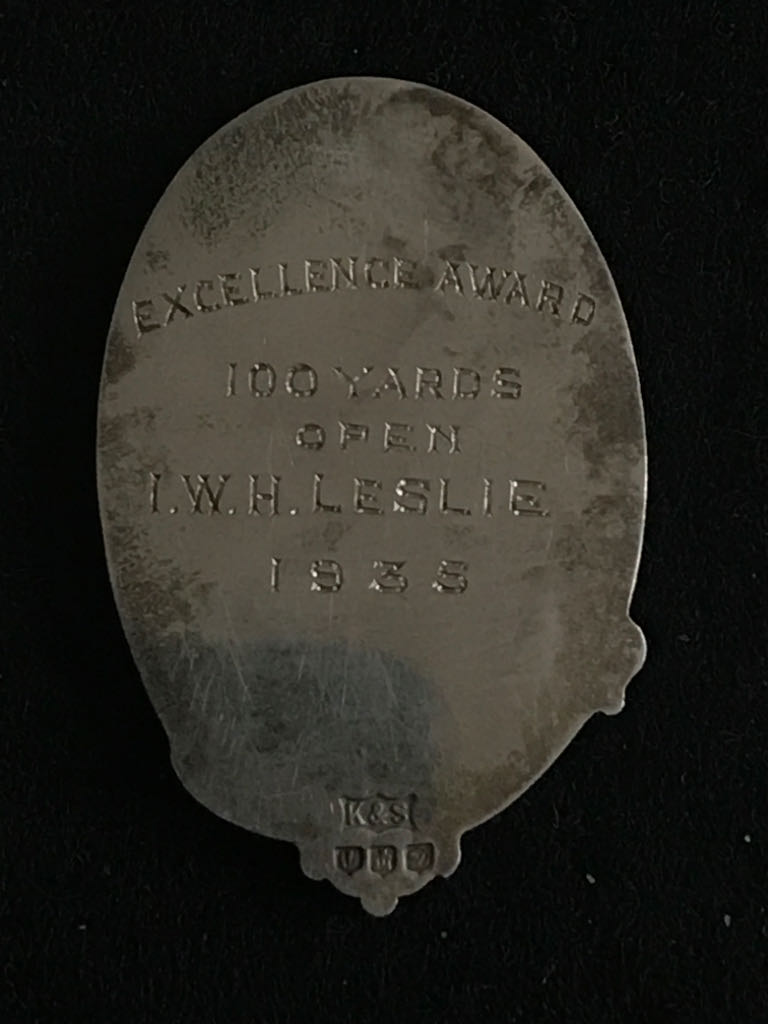 EXCELLENCE AWARD
100 YARDS
OPEN
I.W.H. LESLIE
1935
K&S